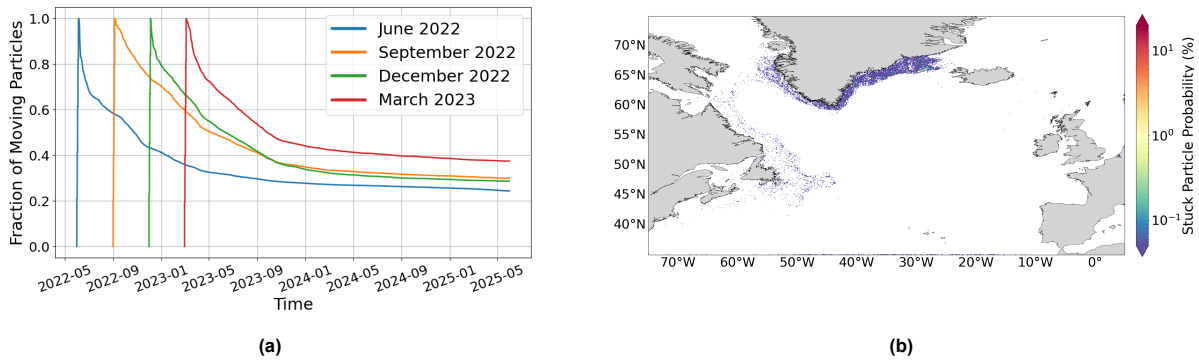 June 2022
September 2022
December 2022
March 2023
Fraction of Moving Particles
1.0
0.8
0.6
0.4
0.2
0.0
2022-05
2022-09
2023-01
2023-05
2023-09
2024-01
2024-05
2024-09
2025-01
2025-05
Time
(a)
70°N
65°N
60°N
55°N
50°N
45°N
40°N
70°W
60°W
50°W
40°W
30°W
20°W
10°W
0°
10¹
10⁰
10⁻¹
Stuck Particle Probability (%)
(b)